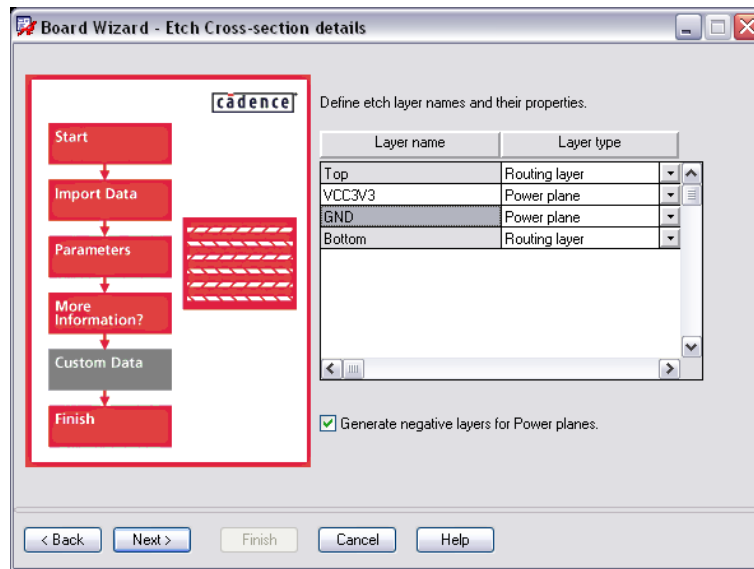 Board Wizard - Etch Cross-section details
cādence
Start
Import Data
Parameters
More
Information?
Custom Data
Finish
Define etch layer names and their properties.
Layer name Layer type
Top Routing layer
VCC3V3 Power plane
GND Power plane
Bottom Routing layer
Generate negative layers for Power planes.
< Back Next > Finish Cancel Help